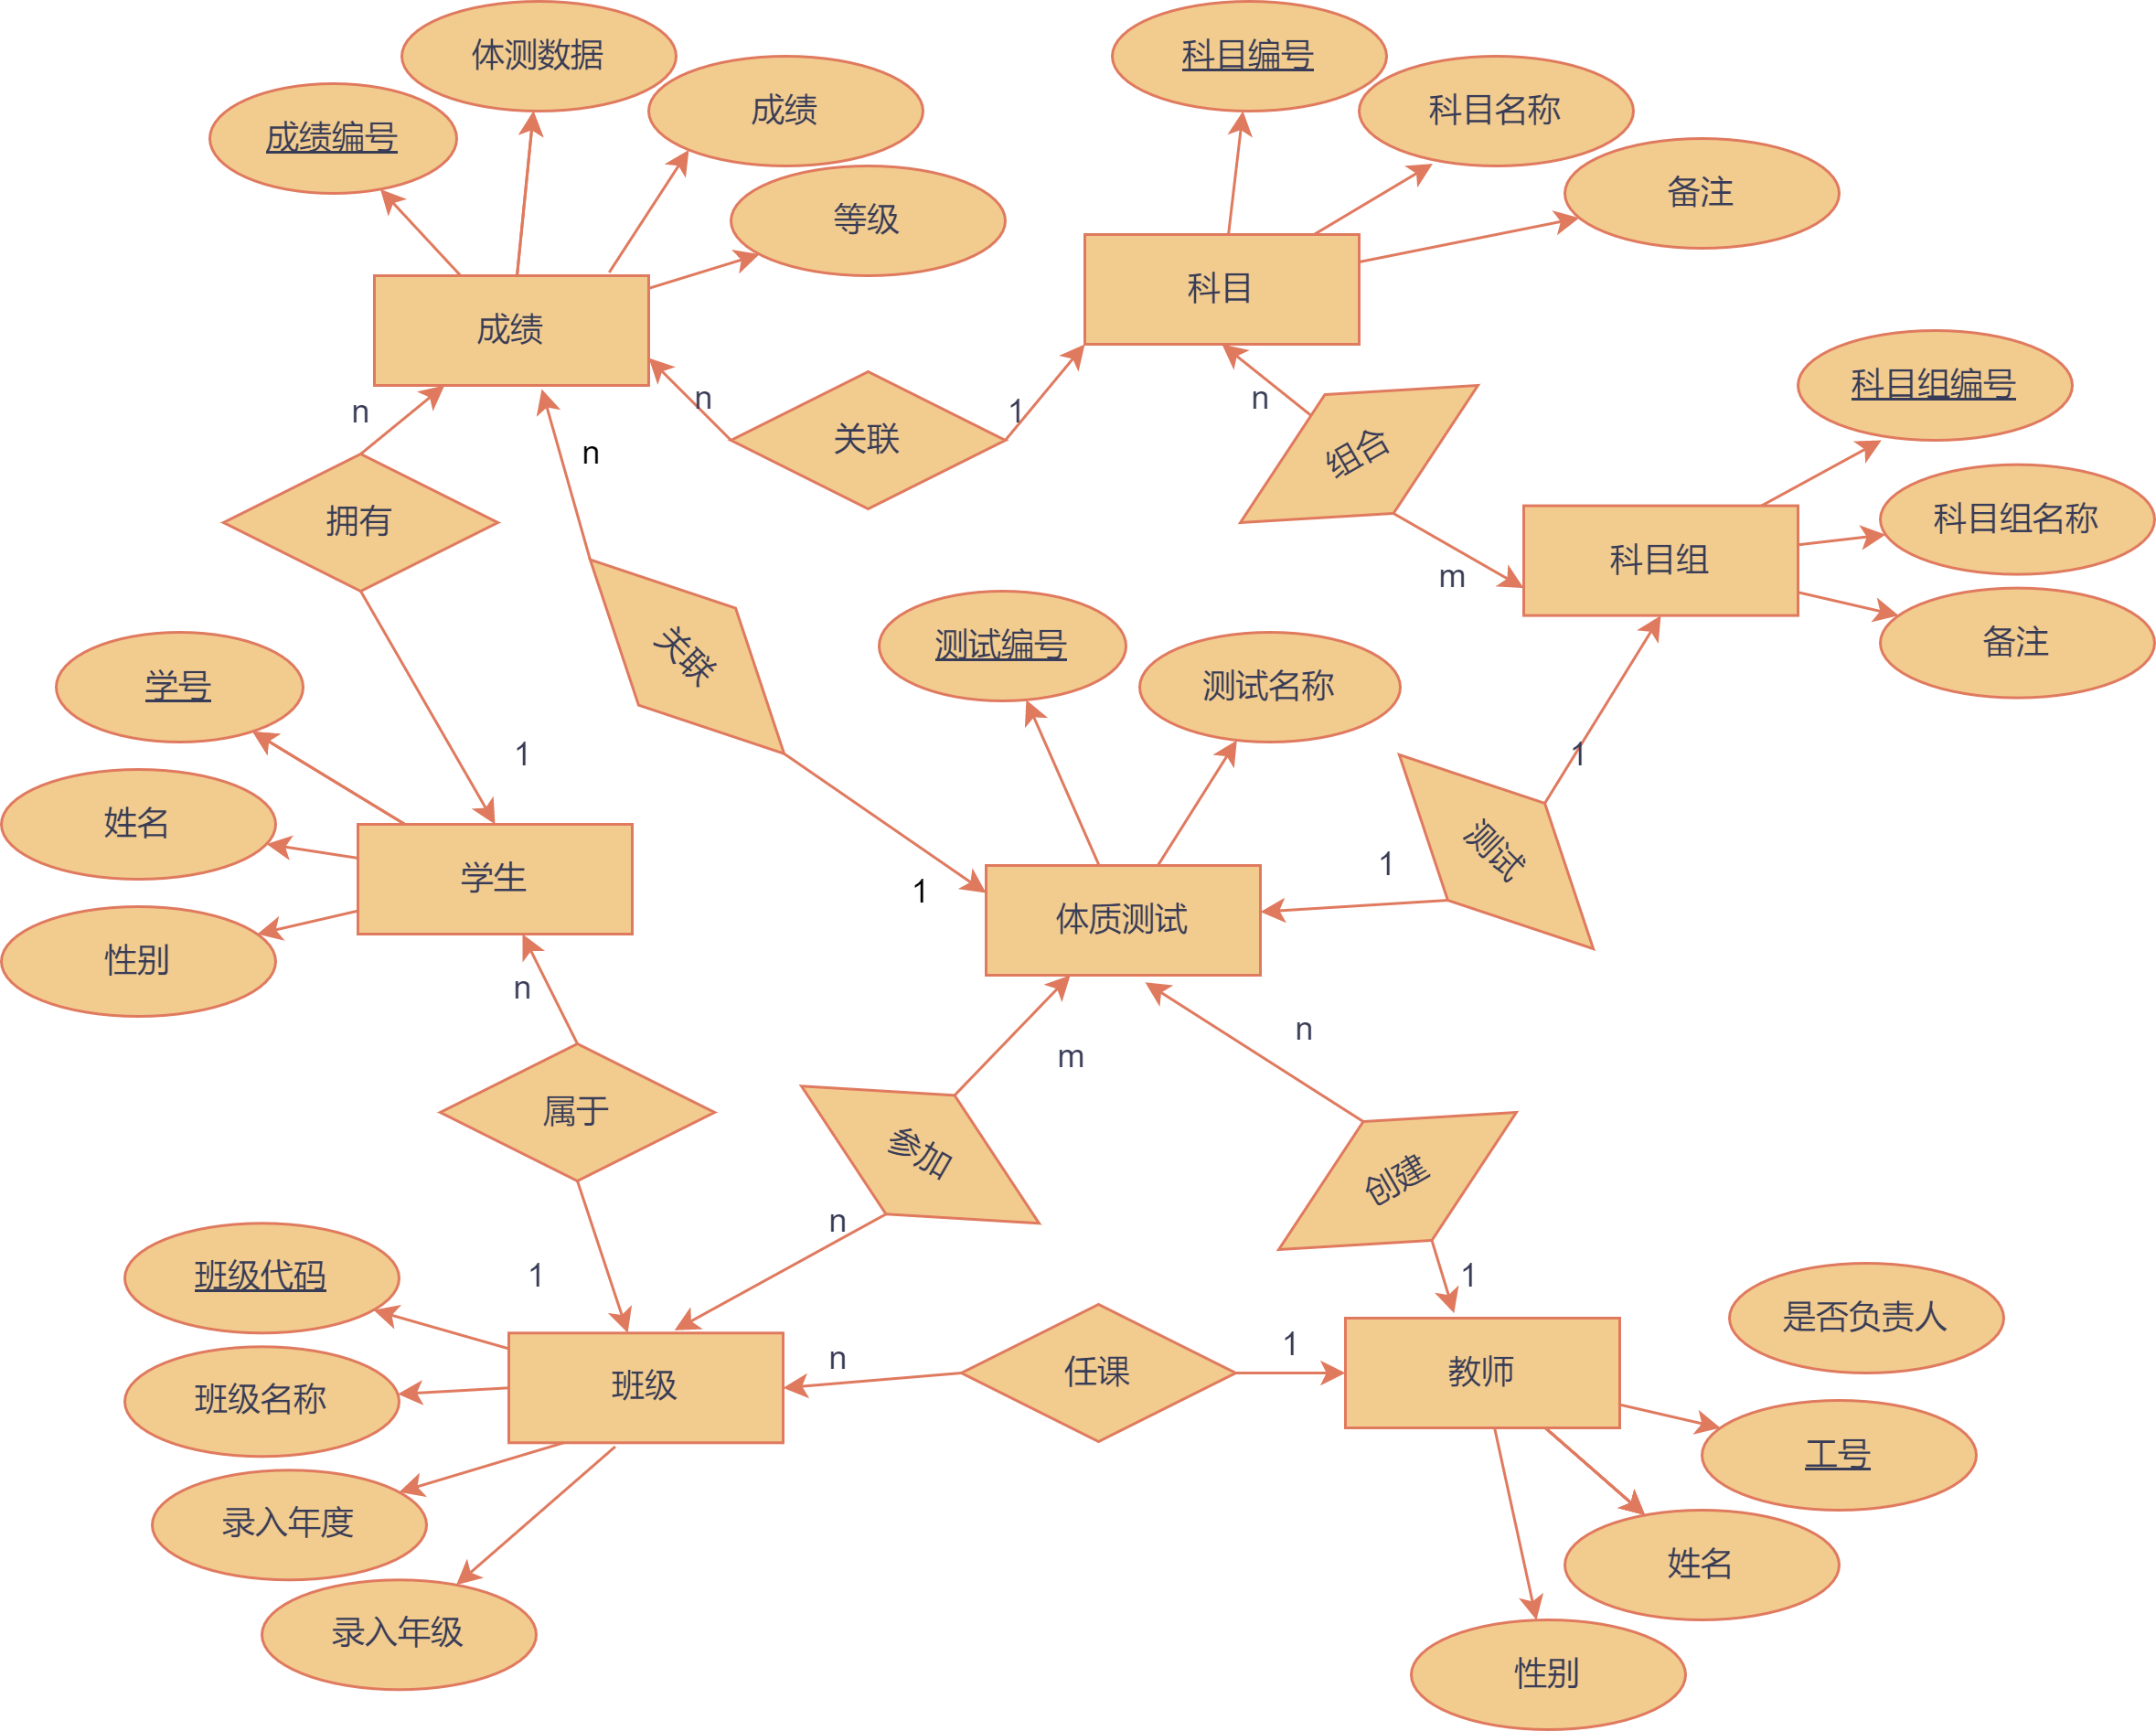 体测数据
科目编号
成绩
科目名称
成绩编号
备注
等级
科目
成绩
科目组编号
n
n
1
n
关联
组合
n
拥有
科目组名称
科目组
m
测试编号
备注
关联
学号
测试名称
1
1
姓名
测试
1
学生
1
体质测试
性别
n
n
m
属于
参加
创建
n
班级代码
1
1
是否负责人
n
1
任课
教师
班级
班级名称
工号
录入年度
姓名
录入年级
性别